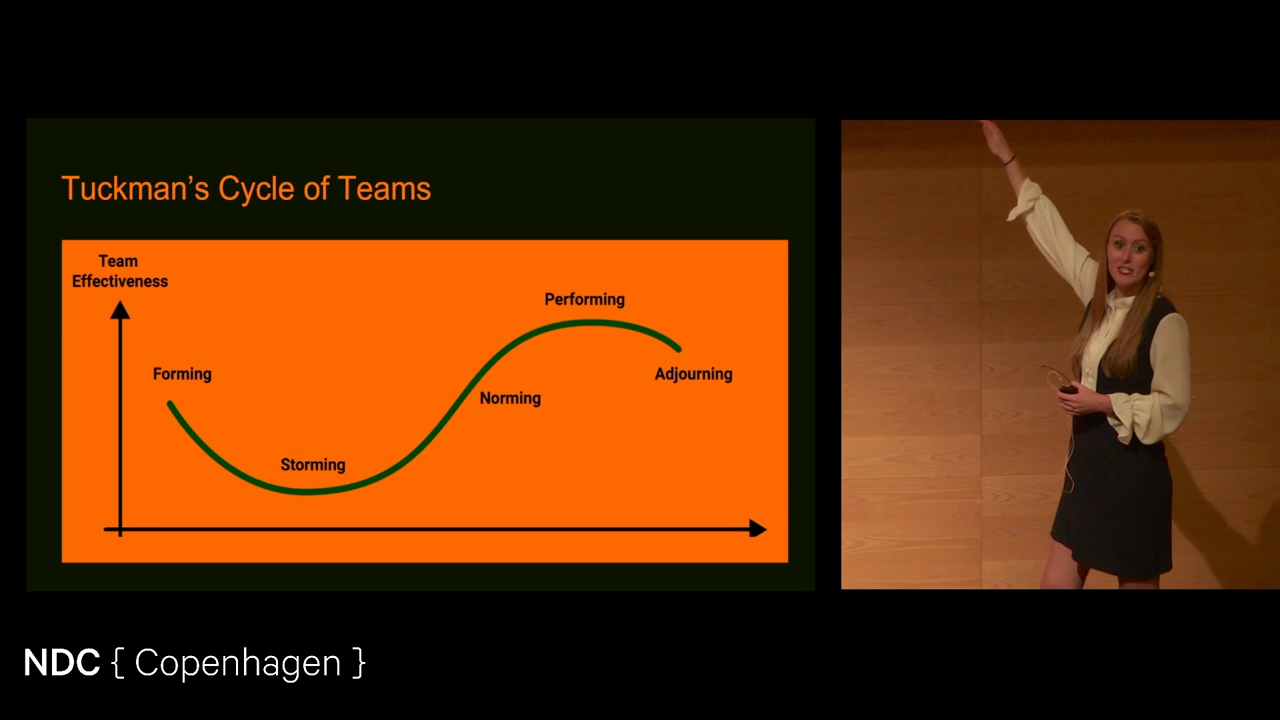 Tuckman's Cycle of Teams
Team
Effectiveness
Performing
Forming
Adjourning
Norming
Storming
NDC { Copenhagen }